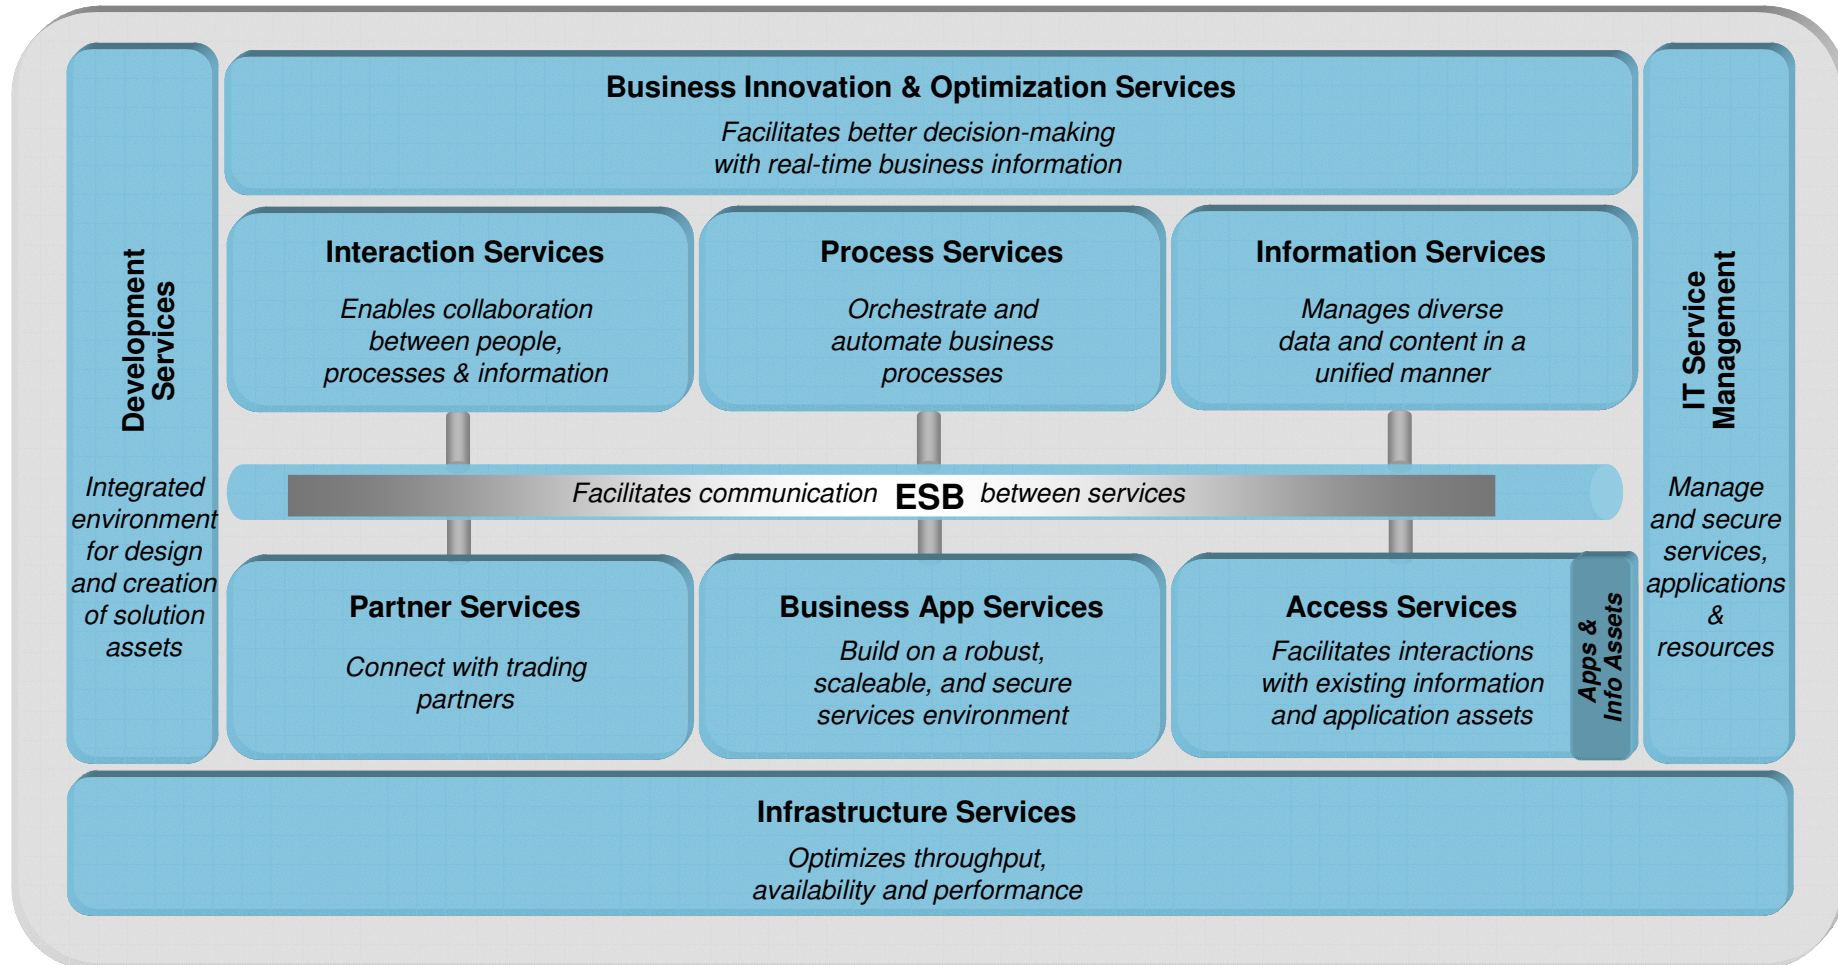 Business Innovation & Optimization Services
Facilitates better decision-making
with real-time business information
Development
Services
Integrated
environment
for design
and creation
of solution
assets
Interaction Services
Enables collaboration
between people,
processes & information
Process Services
Orchestrate and
automate business
processes
Information Services
Manages diverse
data and content in a
unified manner
IT Service
Management
Manage
and secure
services,
applications
&
resources
Facilitates communication ESB between services
Partner Services
Connect with trading
partners
Business App Services
Build on a robust,
scaleable, and secure
services environment
Access Services
Facilitates interactions
with existing information
and application assets
Apps &
Info Assets
Infrastructure Services
Optimizes throughput,
availability and performance